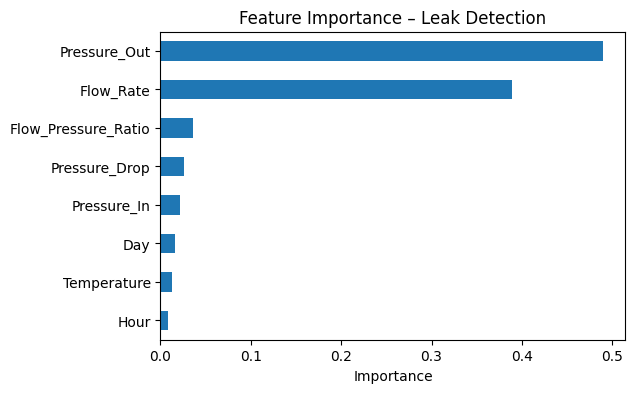 Feature Importance – Leak Detection
Pressure_Out
Flow_Rate
Flow_Pressure_Ratio
Pressure_Drop
Pressure_In
Day
Temperature
Hour
0.0 0.1 0.2 0.3 0.4 0.5
Importance